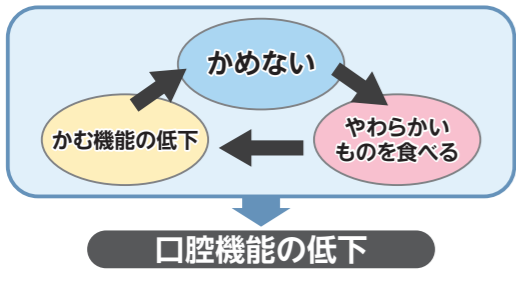 かめない
やわらかい
ものを食べる
かむ機能の低下
口腔機能の低下